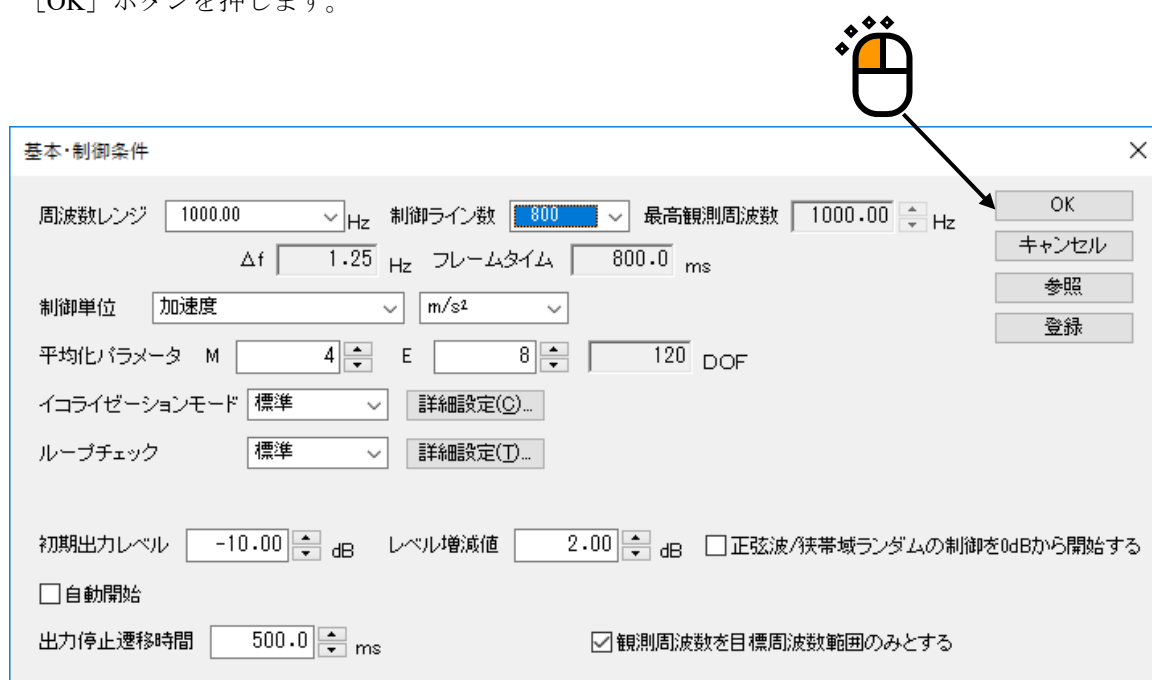 ［OK］ボタンを押します。
基本・制御条件
周波数レンジ 1000.00 Hz 制御ライン数 800 最高観測周波数 1000.00 Hz OK
Δf 1.25 Hz フレームタイム 800.0 ms キャンセル
参照
制御単位 加速度 m/s² 登録
平均化パラメータ M 4 E 8 120 DOF
イコライゼーションモード 標準 詳細設定(C)...
ループチェック 標準 詳細設定(T)...
初期出力レベル -10.00 dB レベル増減値 2.00 dB 正弦波/狭帯域ランダムの制御を0dBから開始する
自動開始
出力停止遷移時間 500.0 ms 観測周波数を目標周波数範囲のみとする